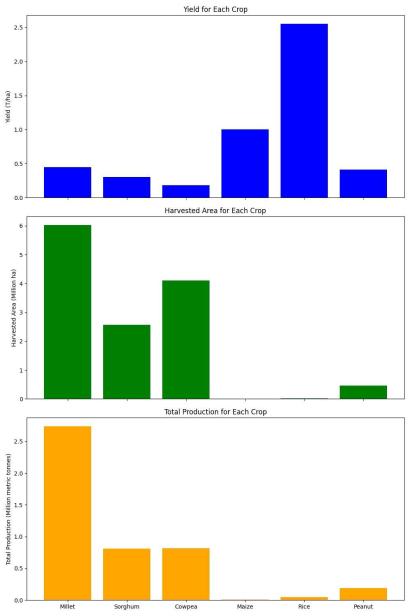 Yield for Each Crop
2.5
2.0
1.5
1.0
0.5
0.0
Yield (T/ha)
Harvested Area for Each Crop
6
5
4
3
2
1
0
Harvested Area (Million ha)
Total Production for Each Crop
2.5
2.0
1.5
1.0
0.5
0.0
Total Production (Million metric tonnes)
Millet Sorghum Cowpea Maize Rice Peanut